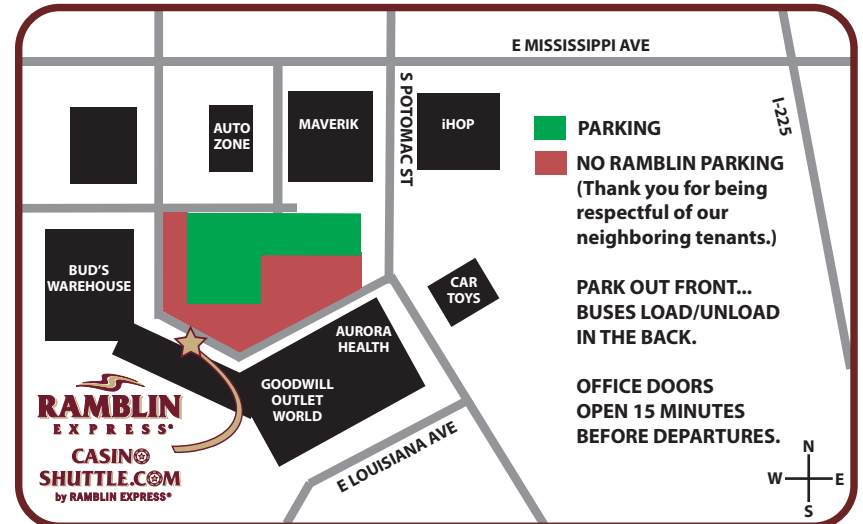 E MISSISSIPPI AVE
S POTOMAC ST
I-225
AUTO
ZONE
MAVERIK
iHOP
PARKING
NO RAMBLIN PARKING
(Thank you for being
respectful of our
neighboring tenants.)
BUD'S
WAREHOUSE
CAR
TOYS
PARK OUT FRONT...
BUSES LOAD/UNLOAD
IN THE BACK.
AURORA
HEALTH
GOODWILL
OUTLET
WORLD
OFFICE DOORS
OPEN 15 MINUTES
BEFORE DEPARTURES.
RAMBLIN
EXPRESS®
CASINO
SHUTTLE.COM
by RAMBLIN EXPRESS®
E LOUISIANA AVE
N
W
E
S